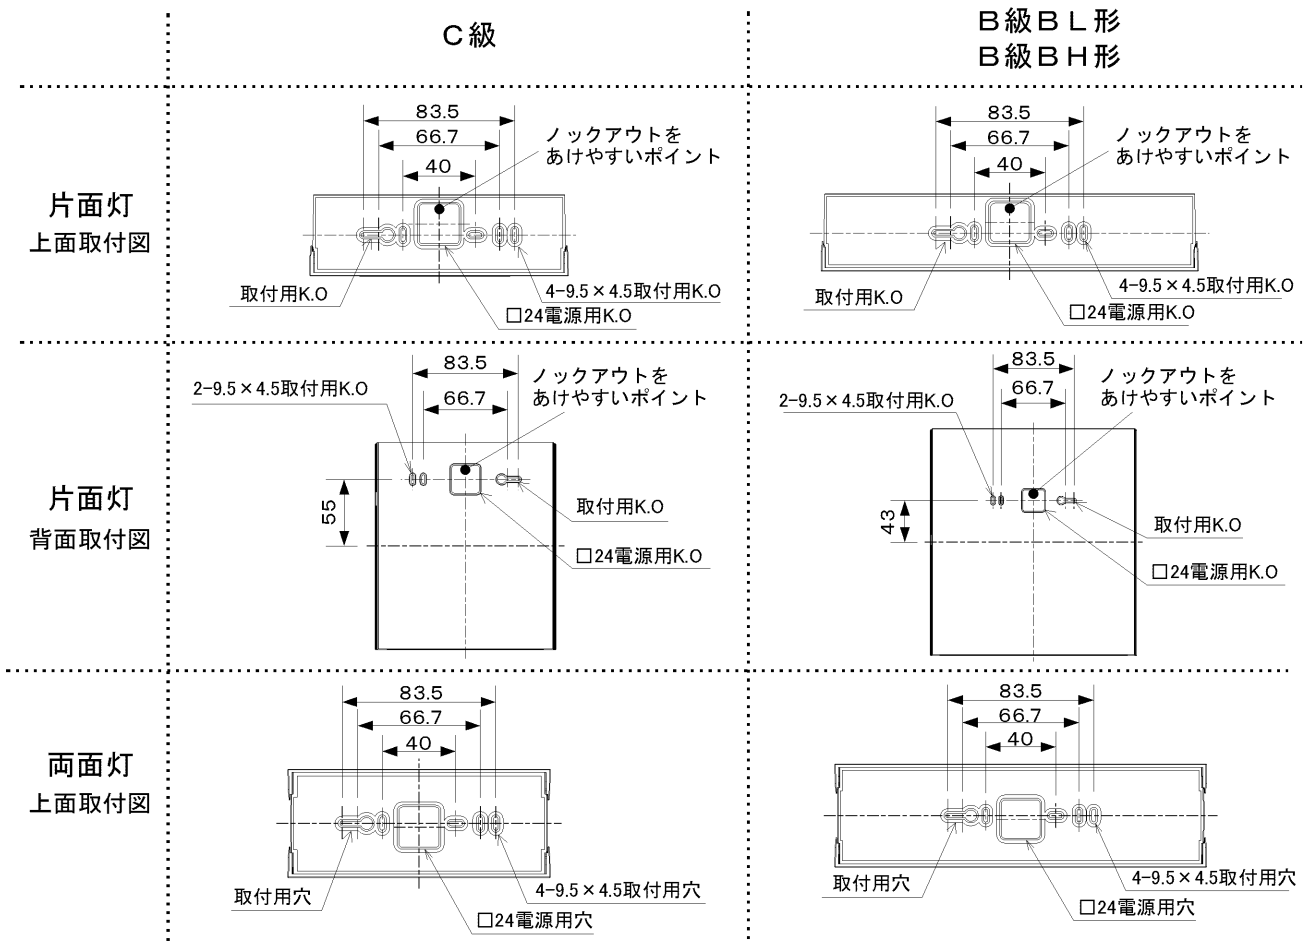 C級
B級BL形
B級BH形
片面灯
上面取付図
83.5
66.7
40
ノックアウトを
あけやすいポイント
取付用K.O
4-9.5×4.5取付用K.O
□24電源用K.O
83.5
66.7
40
ノックアウトを
あけやすいポイント
取付用K.O
4-9.5×4.5取付用K.O
□24電源用K.O
片面灯
背面取付図
83.5
66.7
2-9.5×4.5取付用K.O
ノックアウトを
あけやすいポイント
55
取付用K.O
□24電源用K.O
83.5
66.7
2-9.5×4.5取付用K.O
ノックアウトを
あけやすいポイント
43
取付用K.O
□24電源用K.O
両面灯
上面取付図
83.5
66.7
40
取付用穴
4-9.5×4.5取付用穴
□24電源用穴
83.5
66.7
40
取付用穴
4-9.5×4.5取付用穴
□24電源用穴